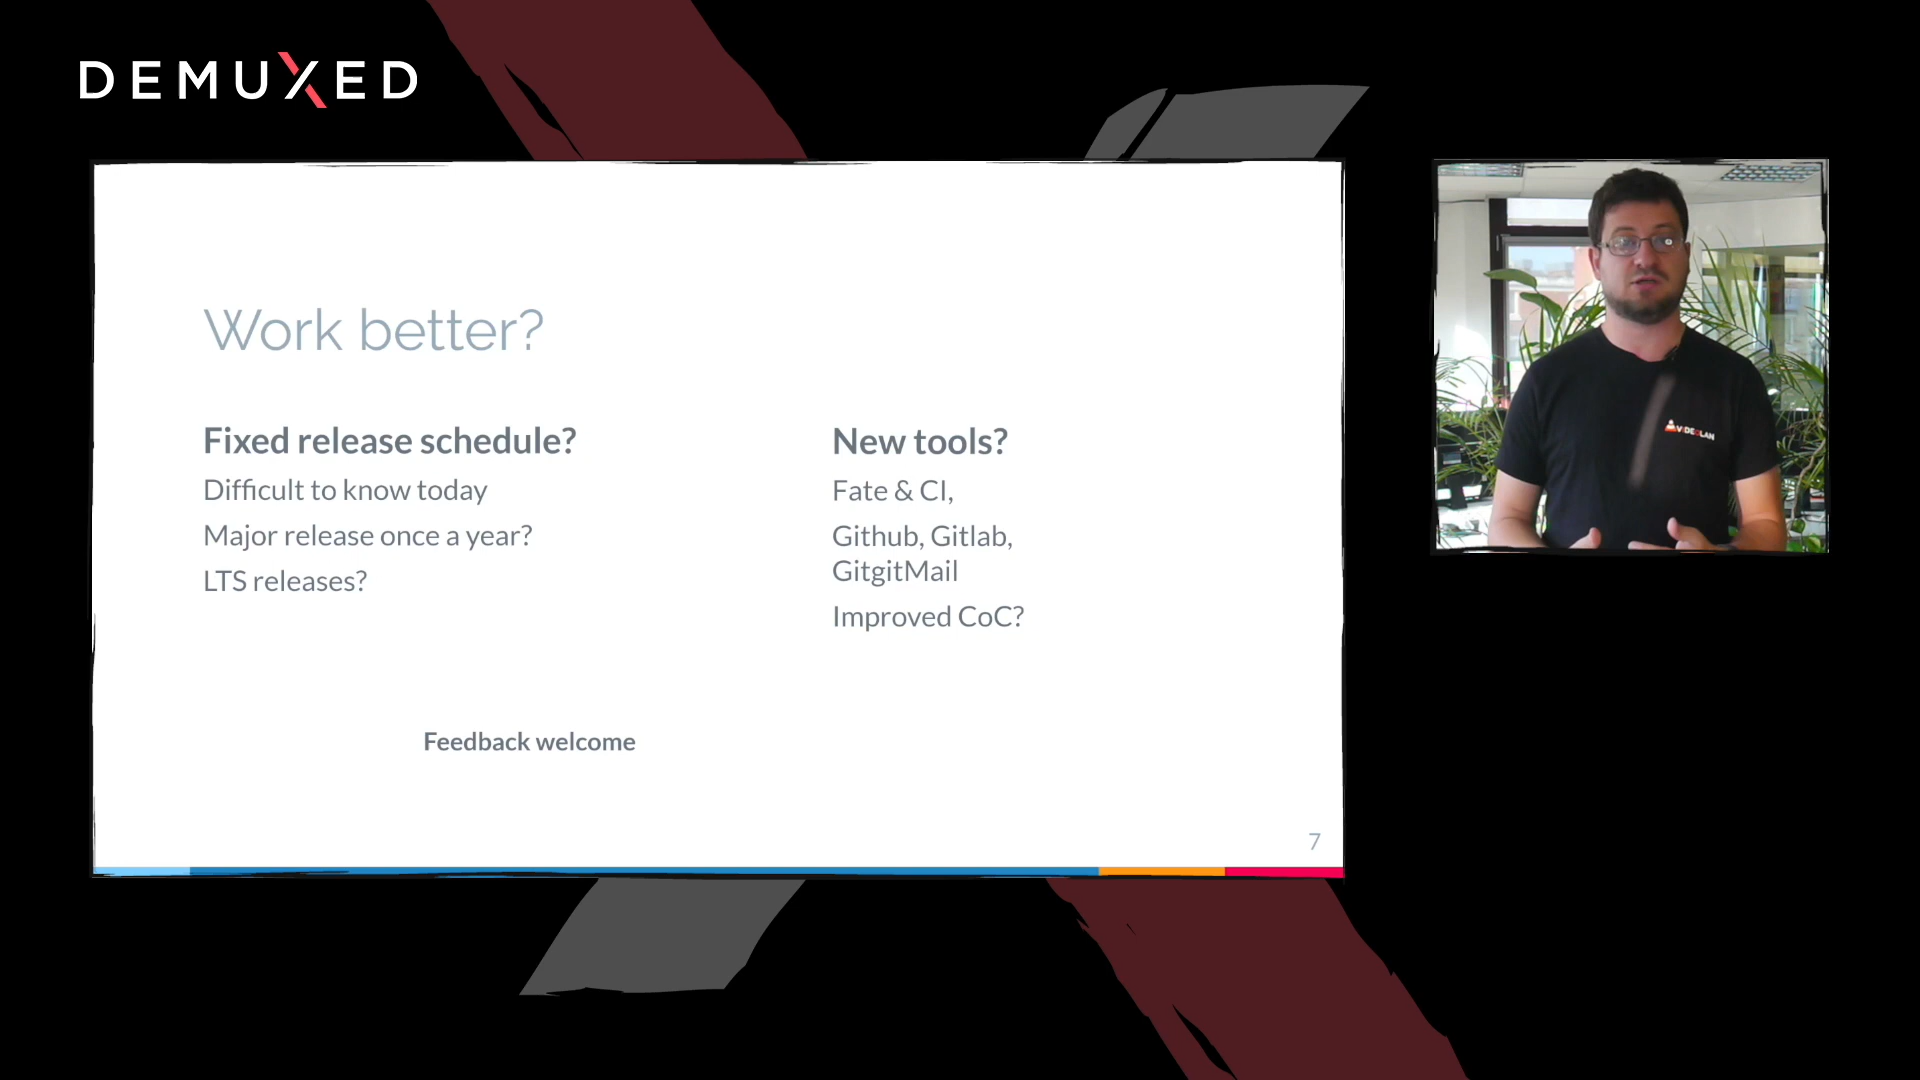 DEMUXED
Work better?
Fixed release schedule?
Difficult to know today
Major release once a year?
LTS releases?
New tools?
Fate & CI,
Github, Gitlab,
GitgitMail
Improved CoC?
Feedback welcome
7
VIDEOLAN